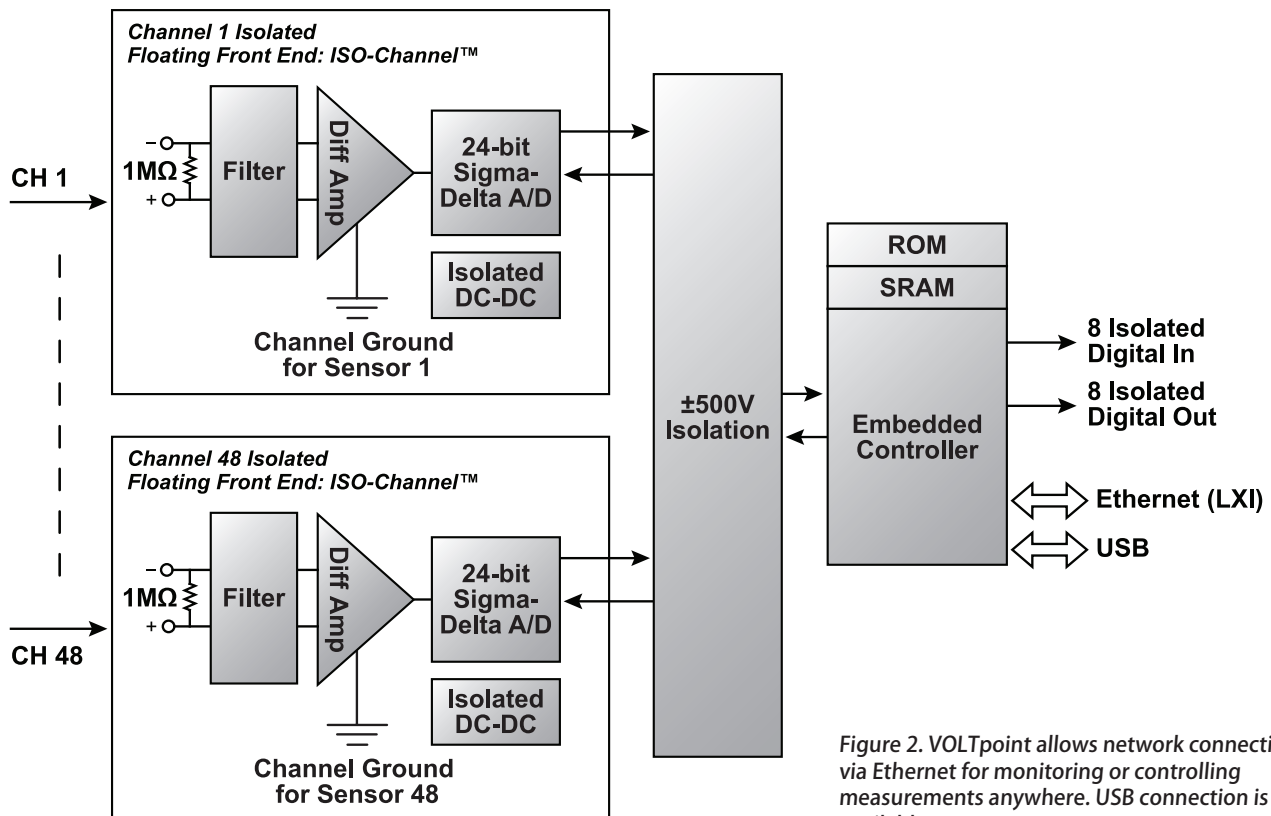 Channel 1 Isolated
Floating Front End: ISO-Channel™
CH 1
–
1MΩ
+
Filter
Diff Amp
24-bit
Sigma-
Delta A/D
Isolated
DC-DC
Channel Ground
for Sensor 1
Channel 48 Isolated
Floating Front End: ISO-Channel™
CH 48
–
1MΩ
+
Filter
Diff Amp
24-bit
Sigma-
Delta A/D
Isolated
DC-DC
Channel Ground
for Sensor 48
±500V
Isolation
ROM
SRAM
Embedded
Controller
8 Isolated
Digital In
8 Isolated
Digital Out
Ethernet (LXI)
USB
Figure 2. VOLTpoint allows network connecti
via Ethernet for monitoring or controlling
measurements anywhere. USB connection is